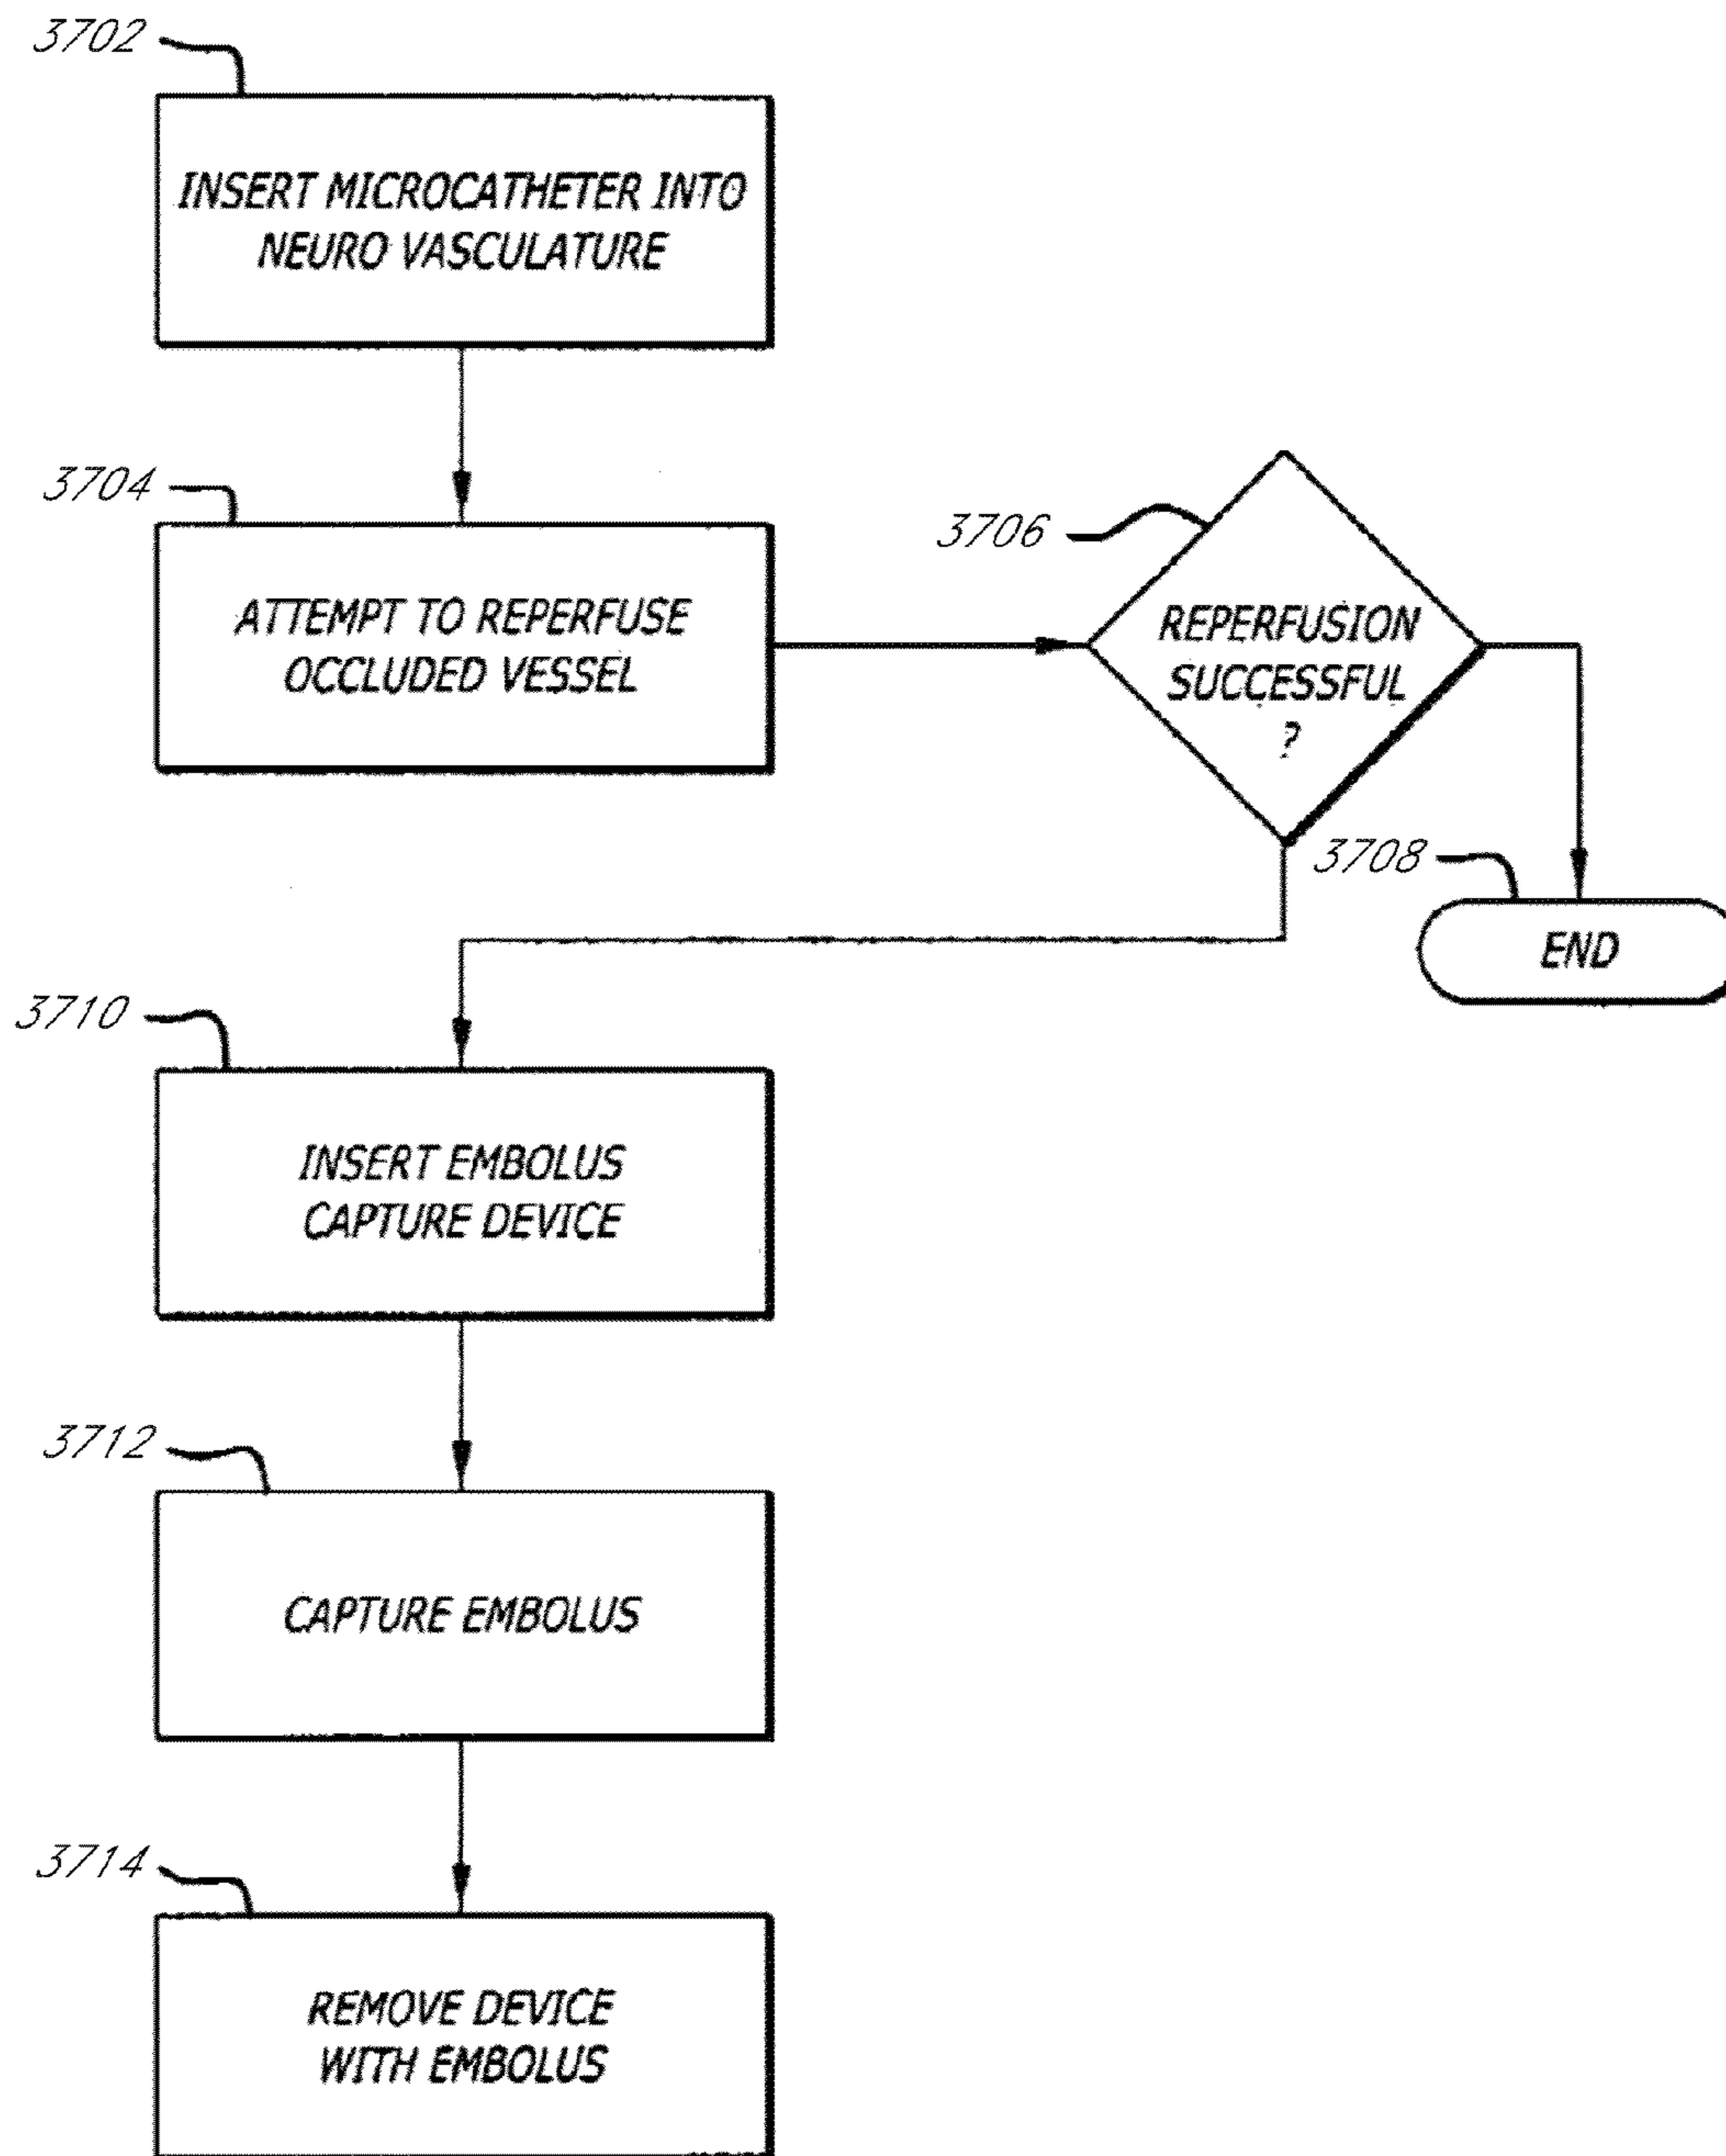 3702
INSERT MICROCATHETER INTO
NEURO VASCULATURE
3704
ATTEMPT TO REPERFUSE
OCCLUDED VESSEL
3706
REPERFUSION
SUCCESSFUL
?
3708
END
3710
INSERT EMBOLUS
CAPTURE DEVICE
3712
CAPTURE EMBOLUS
3714
REMOVE DEVICE
WITH EMBOLUS